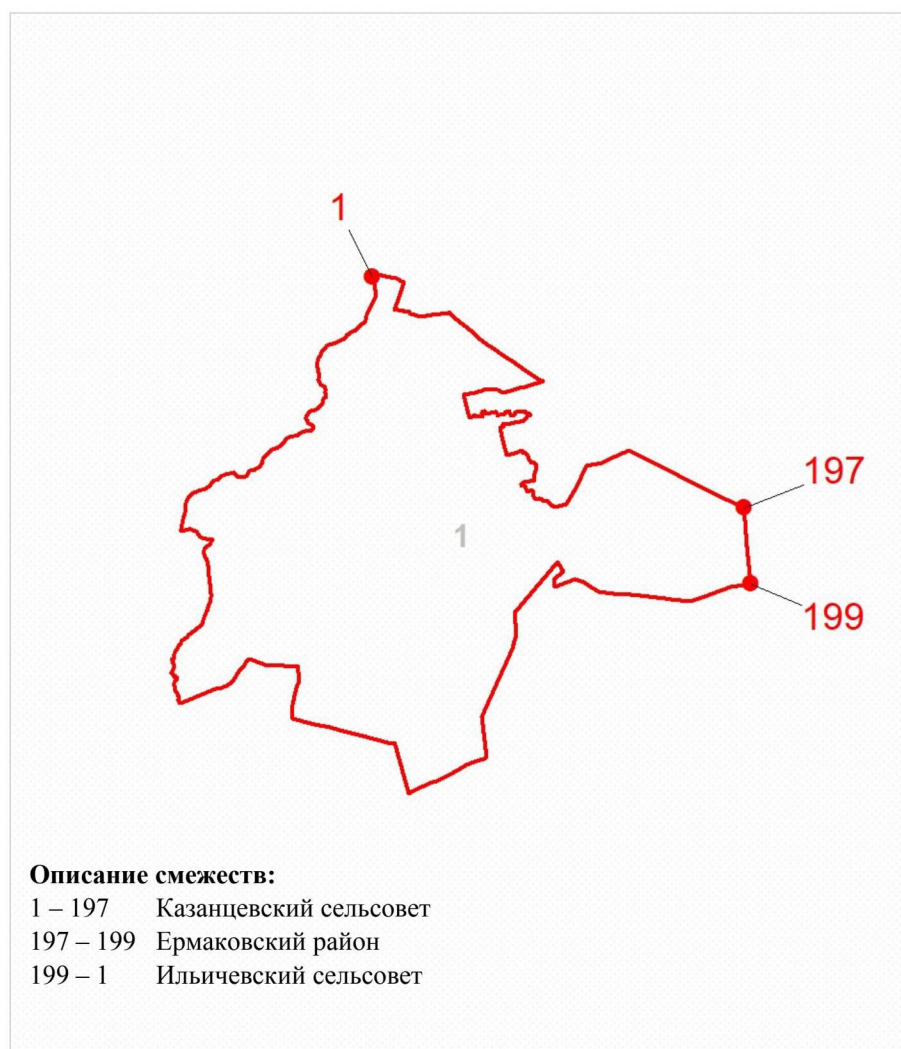 1
197
1
199
Описание смежеств:
1 – 197 Казанцевский сельсовет
197 – 199 Ермаковский район
199 – 1 Ильичевский сельсовет